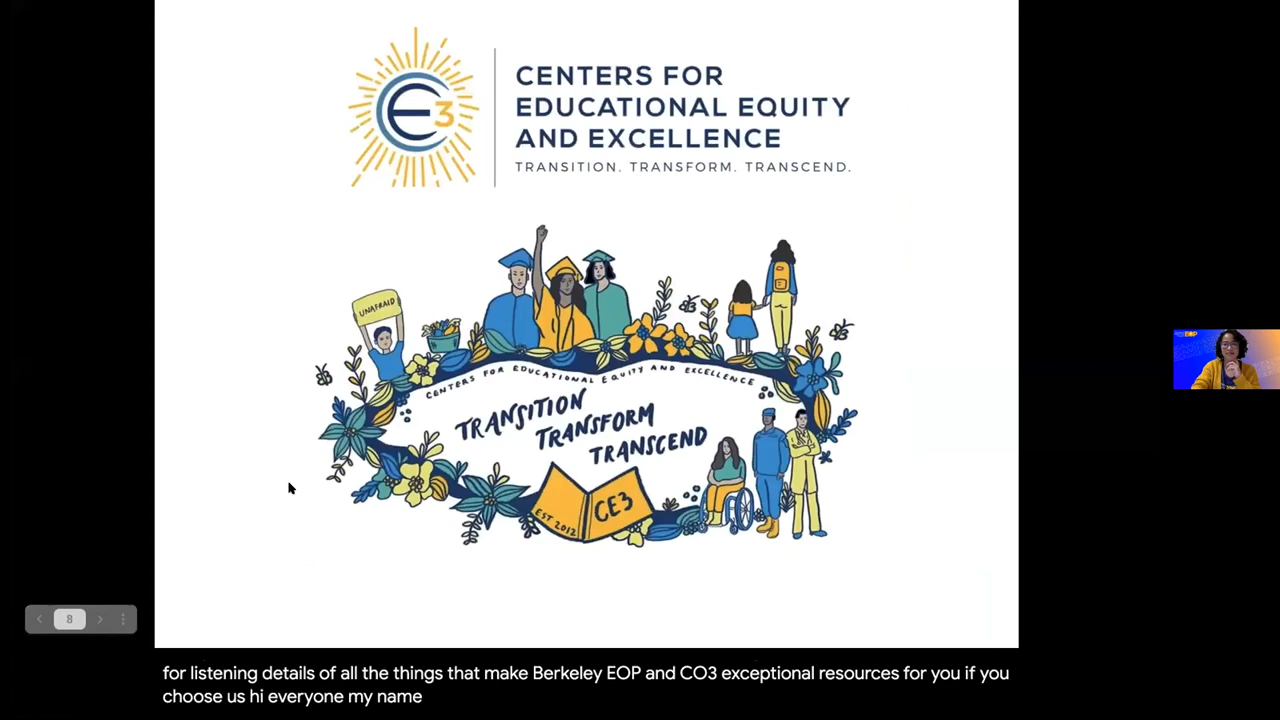 CE3
CENTERS FOR
EDUCATIONAL EQUITY
AND EXCELLENCE
TRANSITION. TRANSFORM. TRANSCEND.
UNAFRAID
CENTERS FOR EDUCATIONAL EQUITY AND EXCELLENCE
TRANSITION
TRANSFORM
TRANSCEND
EST 2012
CE3
EOP
8
for listening details of all the things that make Berkeley EOP and CO3 exceptional resources for you if you
choose us hi everyone my name